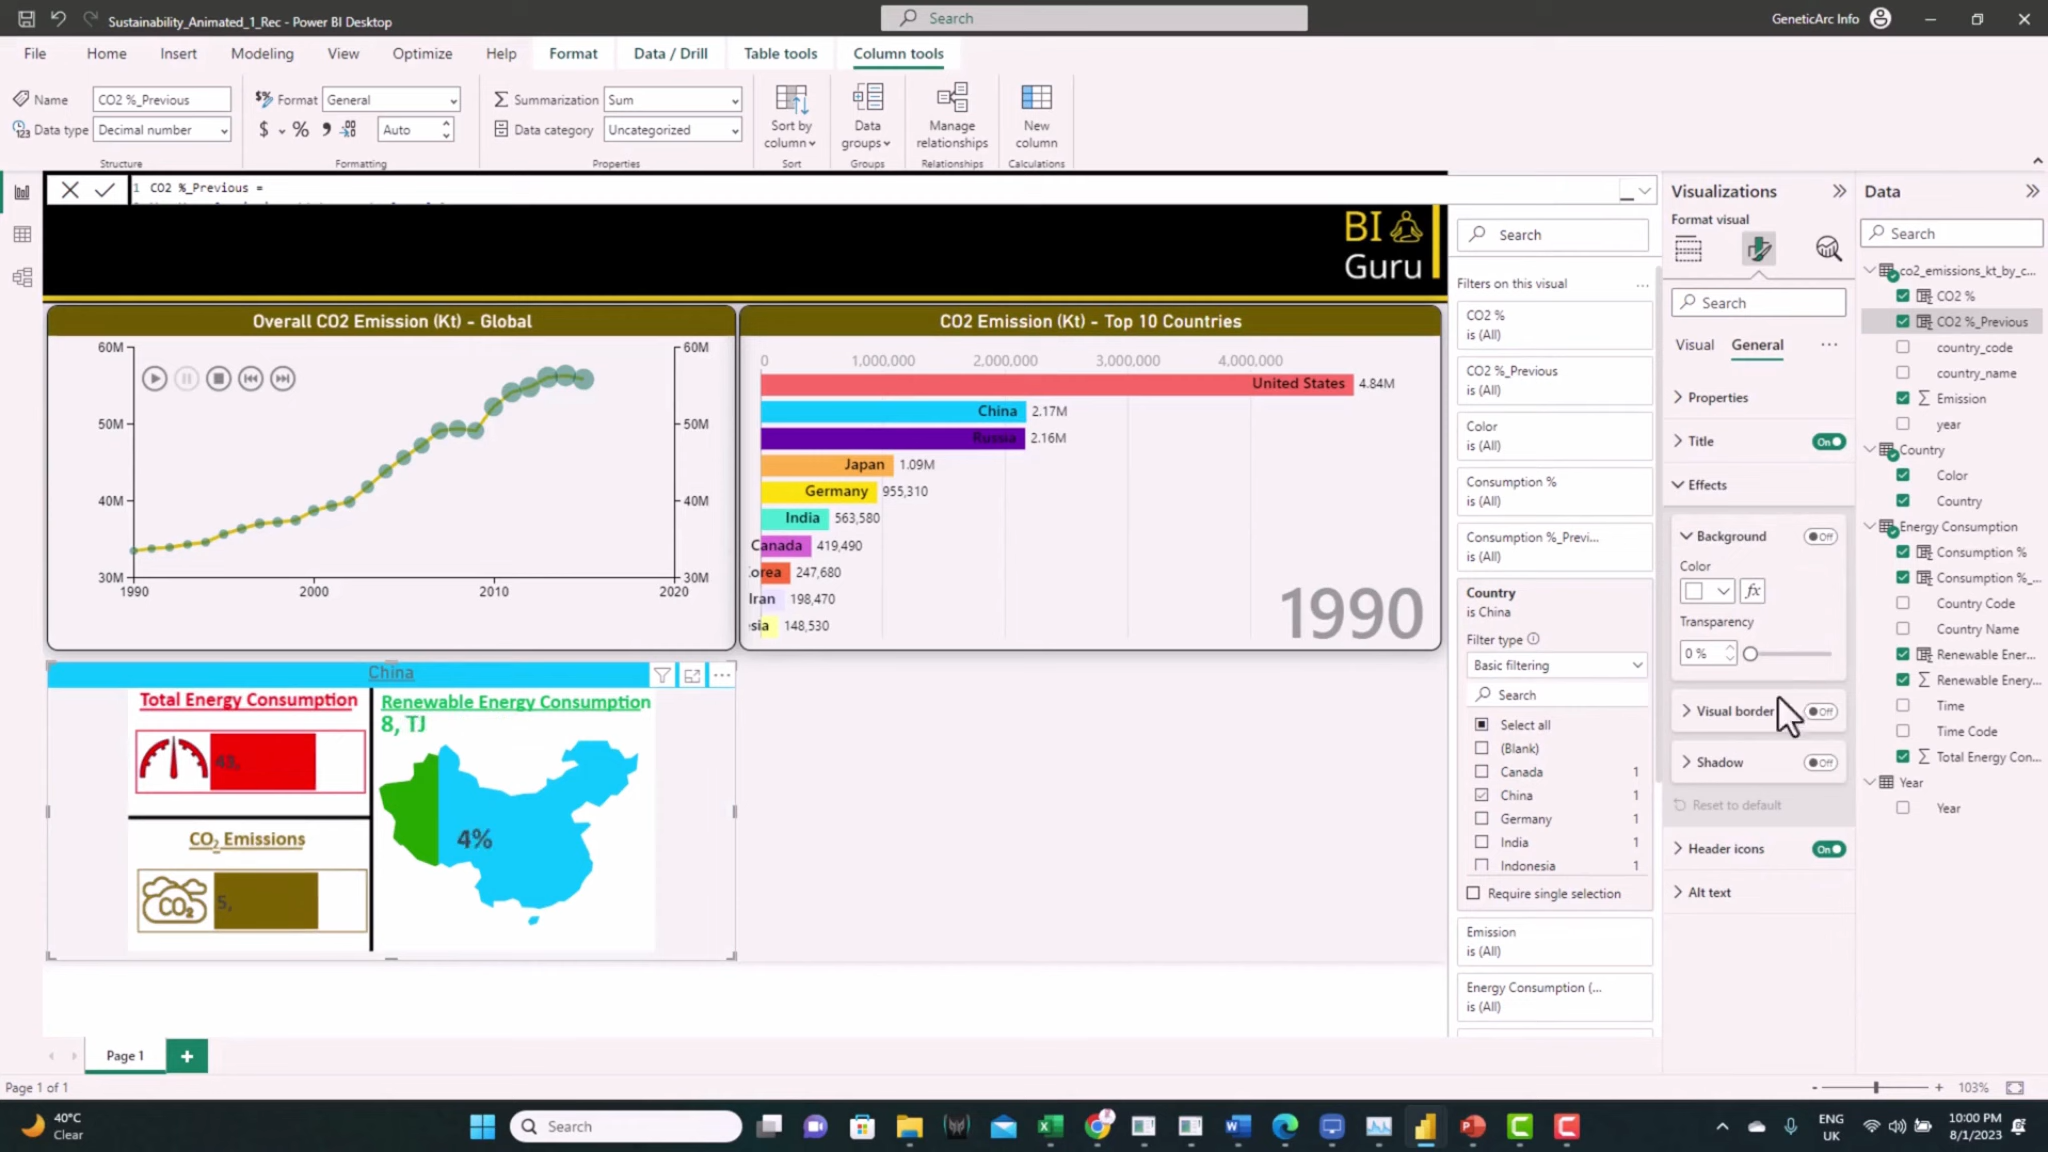 Sustainability_Animated_1_Rec - Power BI Desktop
Search
GeneticArc Info
File
Home
Insert
Modeling
View
Optimize
Help
Format
Data / Drill
Table tools
Column tools
Name
CO2 %_Previous
Format
General
Summarization
Sum
Data type
Decimal number
$
%
Auto
Data category
Uncategorized
Sort by
column
Data
groups
Manage
relationships
New
column
Structure
Formatting
Properties
Sort
Groups
Relationships
Calculations
1 CO2 %_Previous =
BI
Guru
Overall CO2 Emission (Kt) - Global
60M
50M
40M
30M
60M
50M
40M
30M
1990
2000
2010
2020
CO2 Emission (Kt) - Top 10 Countries
0
1,000,000
2,000,000
3,000,000
4,000,000
United States 4.84M
China 2.17M
Russia 2.16M
Japan 1.09M
Germany 955,310
India 563,580
Canada 419,490
orea 247,680
Iran 198,470
sia 148,530
1990
China
Total Energy Consumption
CO2 Emissions
CO2
5,
Renewable Energy Consumption
8, TJ
4%
Search
Filters on this visual
CO2 %
is (All)
CO2 %_Previous
is (All)
Color
is (All)
Consumption %
is (All)
Consumption %_Previ...
is (All)
Country
is China
Filter type
Basic filtering
Search
Select all
(Blank)
Canada 1
China 1
Germany 1
India 1
Indonesia 1
Require single selection
Emission
is (All)
Energy Consumption (...
is (All)
Visualizations
Format visual
Search
Visual
General
Properties
Title
On
Effects
Background
Off
Color
fx
Transparency
0 %
Visual border
Off
Shadow
Off
Reset to default
Header icons
On
Alt text
Data
Search
co2_emissions_kt_by_c...
CO2 %
CO2 %_Previous
country_code
country_name
Emission
year
Country
Color
Country
Energy Consumption
Consumption %
Consumption %_...
Country Code
Country Name
Renewable Ener...
Renewable Energy...
Time
Time Code
Total Energy Con...
Year
Year
Page 1
Page 1 of 1
103%
40°C
Clear
Search
ENG
UK
10:00 PM
8/1/2023